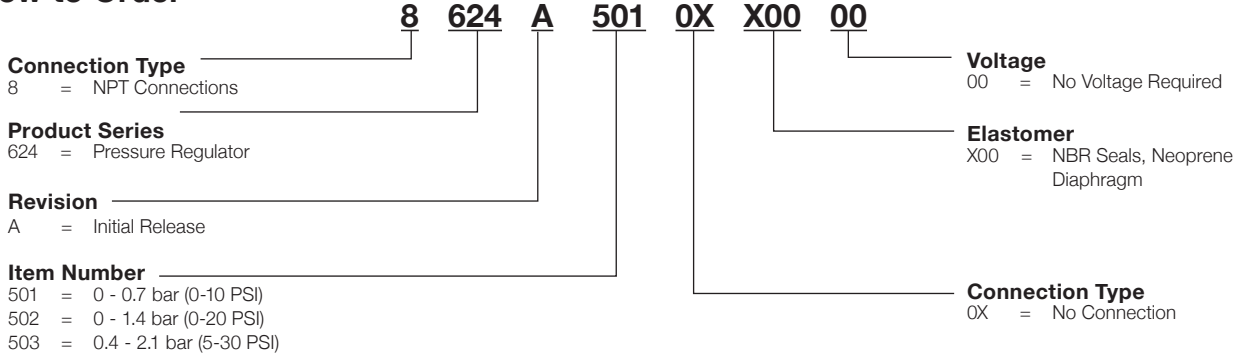 8 624 A 501 0X X00 00
Connection Type
8 = NPT Connections
Product Series
624 = Pressure Regulator
Revision
A = Initial Release
Item Number
501 = 0 - 0.7 bar (0-10 PSI)
502 = 0 - 1.4 bar (0-20 PSI)
503 = 0.4 - 2.1 bar (5-30 PSI)
Voltage
00 = No Voltage Required
Elastomer
X00 = NBR Seals, Neoprene
Diaphragm
Connection Type
0X = No Connection